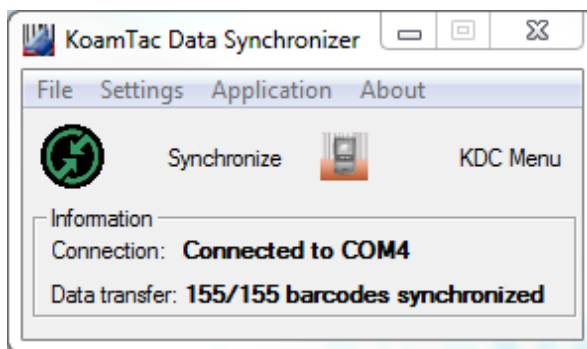 KoamTac Data Synchronizer
File Settings Application About
Synchronize KDC Menu
Information
Connection: Connected to COM4
Data transfer: 155/155 barcodes synchronized